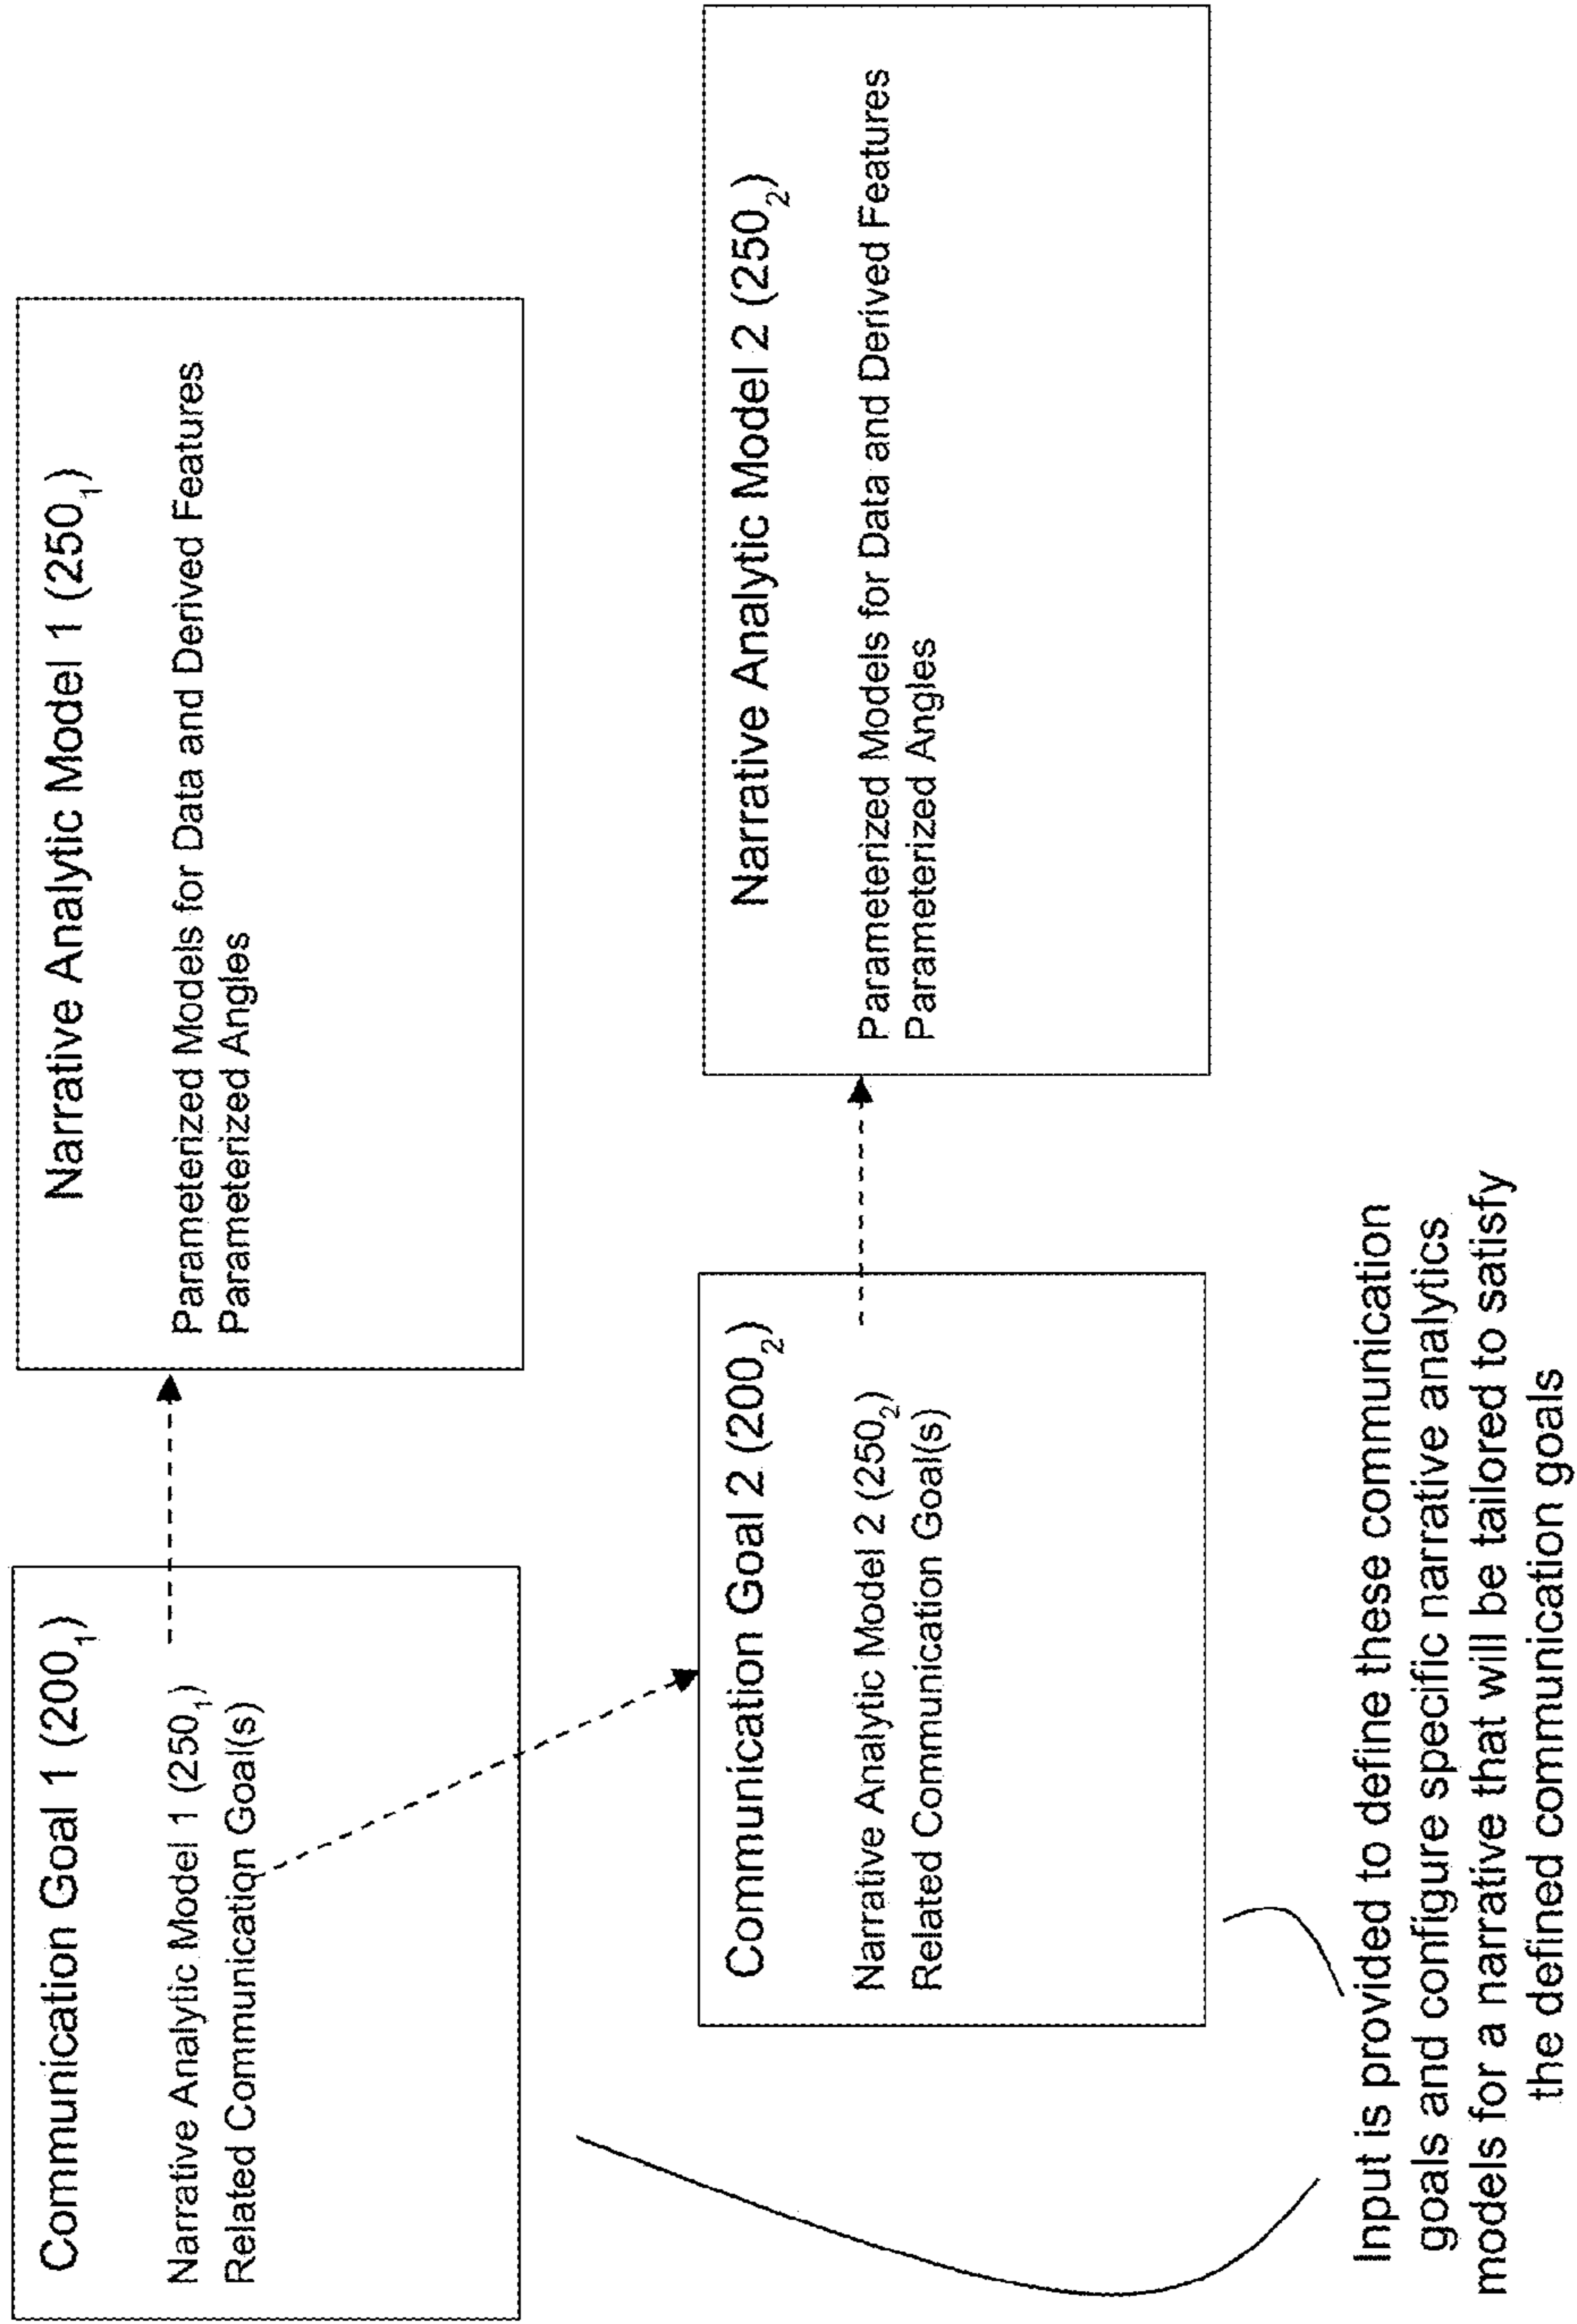 Communication Goal 1 (200₁)
Narrative Analytic Model 1 (250₁)
Related Communication Goal(s)
Narrative Analytic Model 1 (250₁)
Parameterized Models for Data and Derived Features
Parameterized Angles
Communication Goal 2 (200₂)
Narrative Analytic Model 2 (250₂)
Related Communication Goal(s)
Narrative Analytic Model 2 (250₂)
Parameterized Models for Data and Derived Features
Parameterized Angles
Input is provided to define these communication
goals and configure specific narrative analytics
models for a narrative that will be tailored to satisfy
the defined communication goals